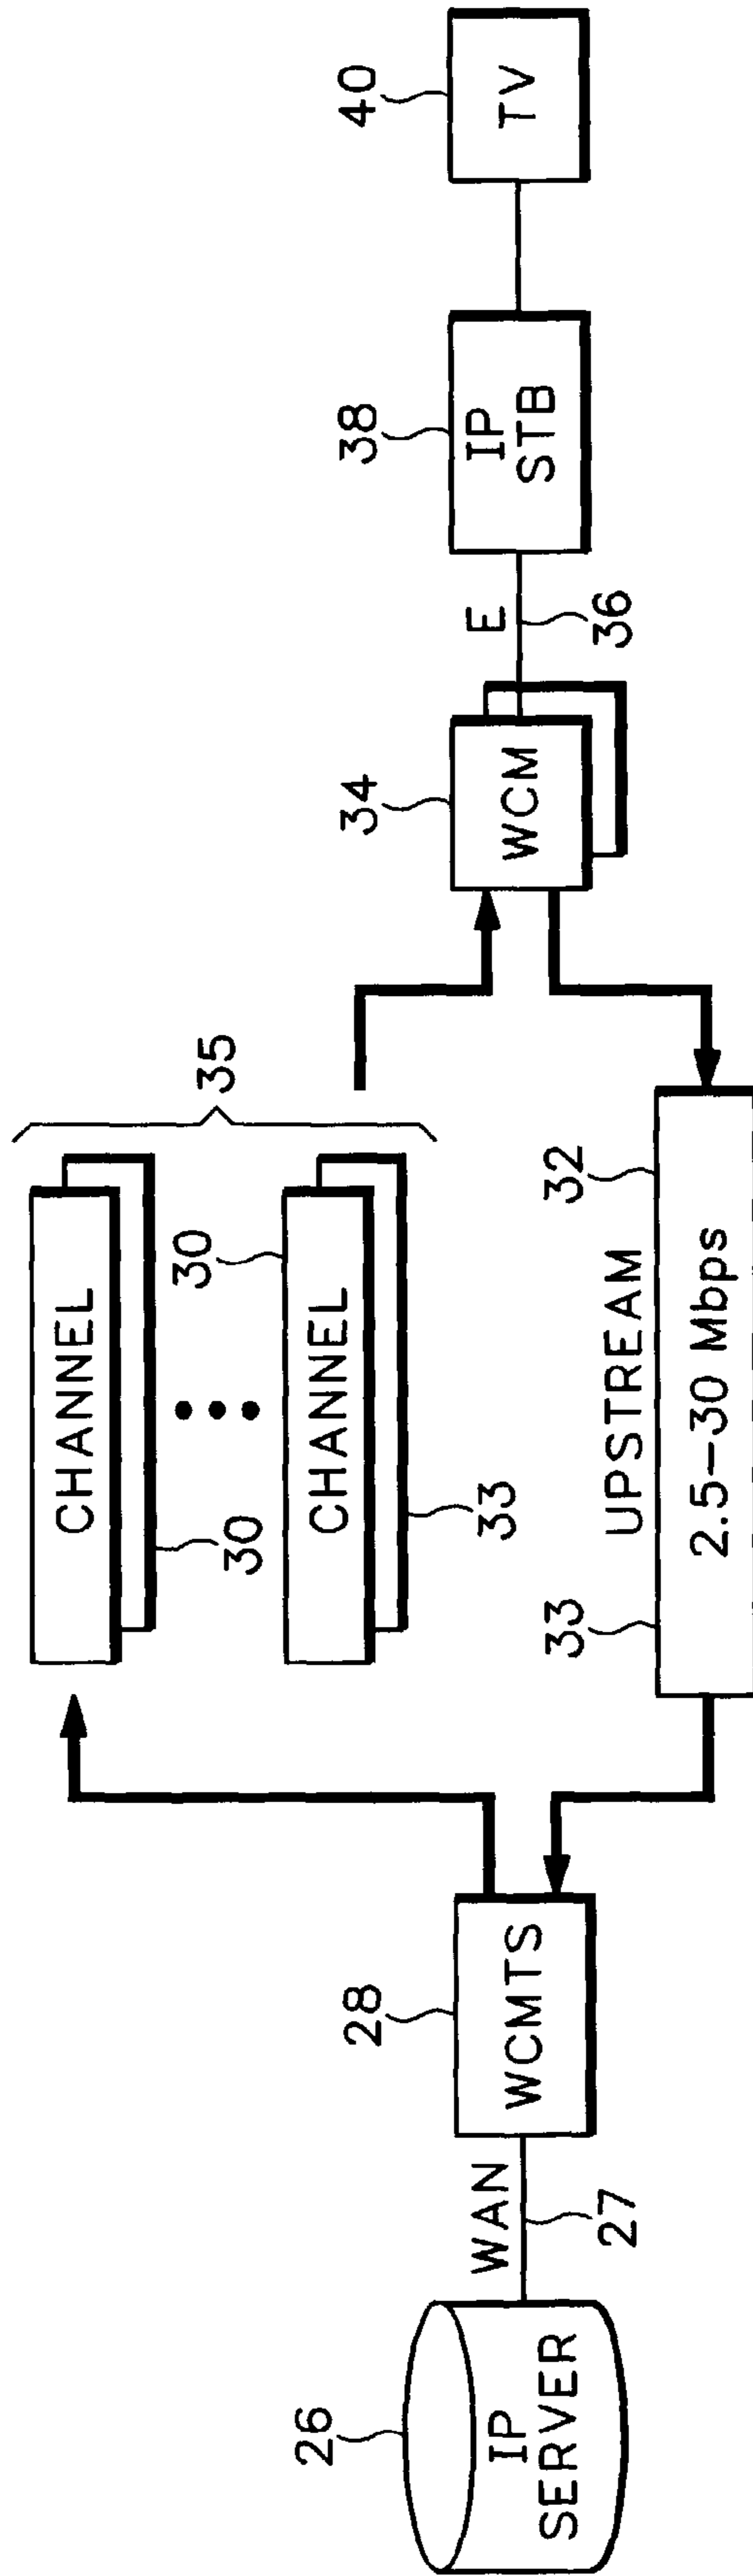 26
IP
SERVER
WAN
27
28
WCMTS
CHANNEL
30
CHANNEL
30
33
35
UPSTREAM
33
32
2.5–30 Mbps
34
WCM
E
36
38
IP
STB
40
TV